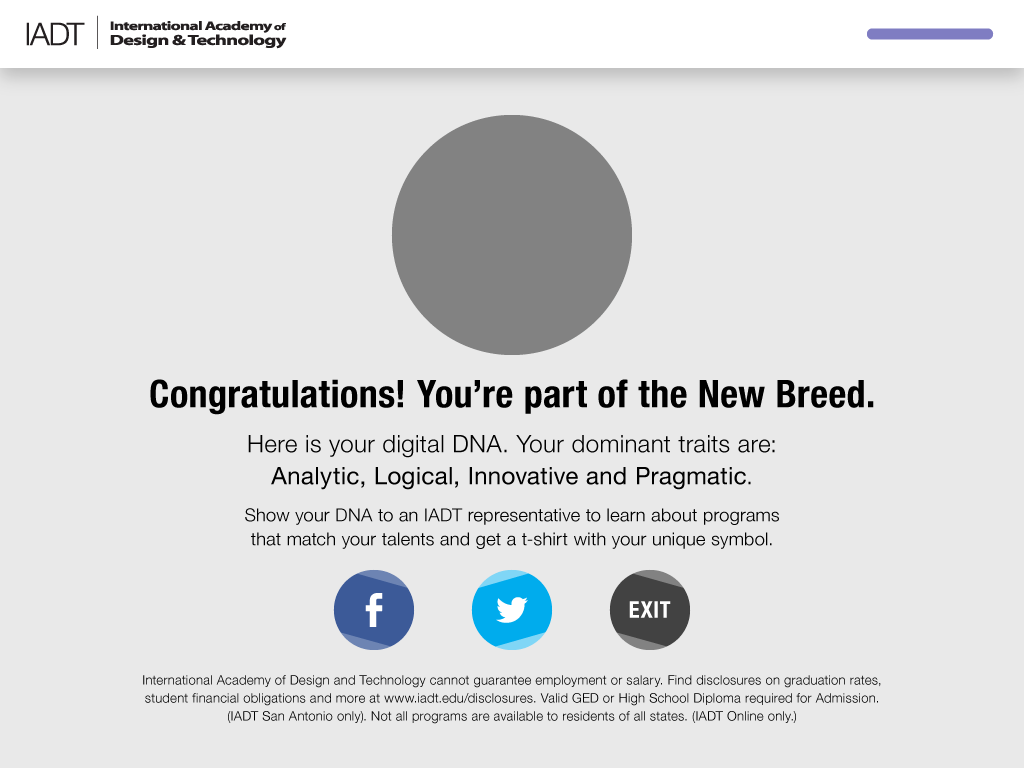 IADT
International Academy of
Design & Technology
Congratulations! You’re part of the New Breed.
Here is your digital DNA. Your dominant traits are:
Analytic, Logical, Innovative and Pragmatic.
Show your DNA to an IADT representative to learn about programs
that match your talents and get a t-shirt with your unique symbol.
f
EXIT
International Academy of Design and Technology cannot guarantee employment or salary. Find disclosures on graduation rates,
student financial obligations and more at www.iadt.edu/disclosures. Valid GED or High School Diploma required for Admission.
(IADT San Antonio only). Not all programs are available to residents of all states. (IADT Online only.)